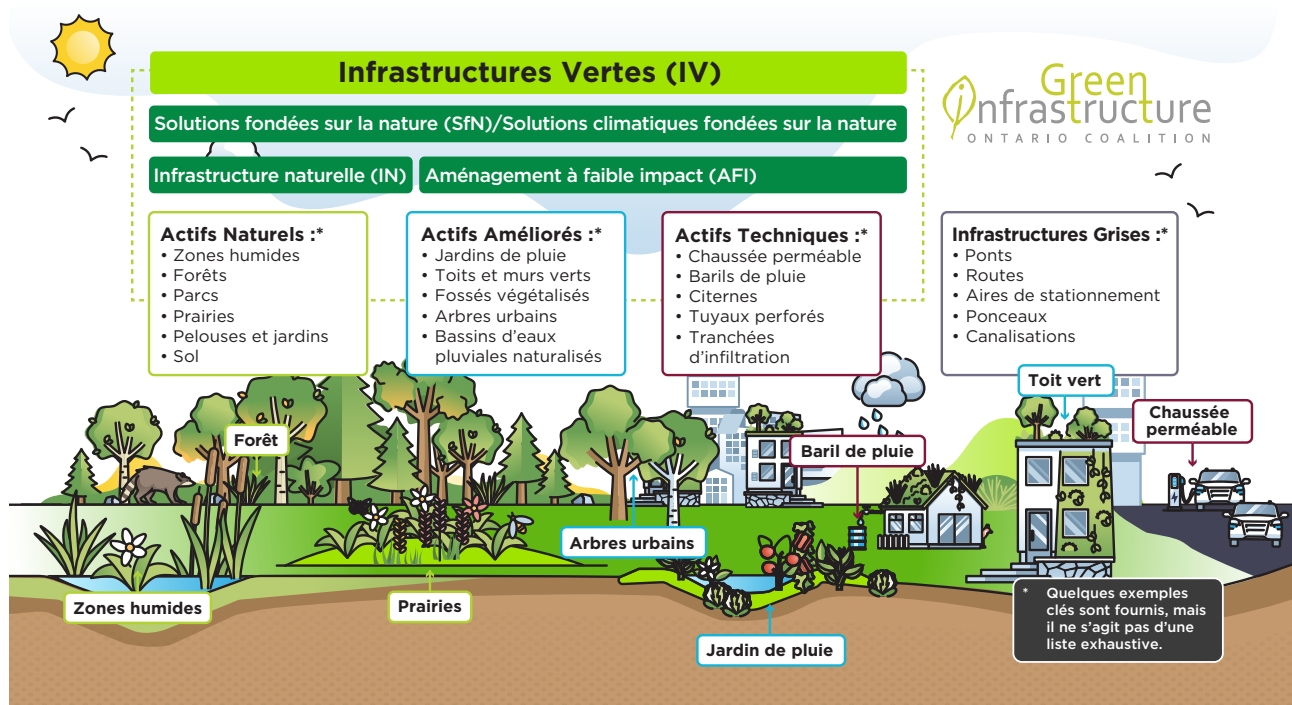 Infrastructures Vertes (IV)
Solutions fondées sur la nature (SfN)/Solutions climatiques fondées sur la nature
Infrastructure naturelle (IN)
Aménagement à faible impact (AFI)
Green
infrastructure
ONTARIO COALITION
Actifs Naturels :*
• Zones humides
• Forêts
• Parcs
• Prairies
• Pelouses et jardins
• Sol
Actifs Améliorés :*
• Jardins de pluie
• Toits et murs verts
• Fossés végétalisés
• Arbres urbains
• Bassins d'eaux
pluviales naturalisés
Actifs Techniques :*
• Chaussée perméable
• Barils de pluie
• Citernes
• Tuyaux perforés
• Tranchées
d'infiltration
Infrastructures Grises :*
• Ponts
• Routes
• Aires de stationnement
• Ponceaux
• Canalisations
Toit vert
Chaussée
perméable
Forêt
Baril de pluie
Arbres urbains
Zones humides
Prairies
Jardin de pluie
* Quelques exemples
clés sont fournis, mais
il ne s'agit pas d'une
liste exhaustive.